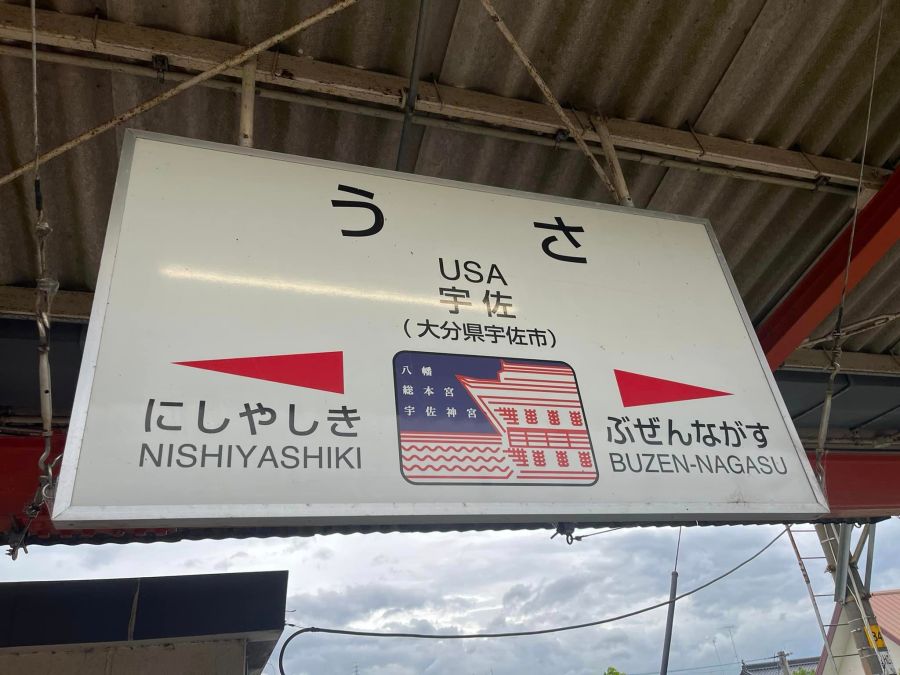 うさ
USA
宇佐
（大分県宇佐市）
八幡
総本宮
宇佐神宮
にしやしき
NISHIYASHIKI
ぶぜんながす
BUZEN-NAGASU
34